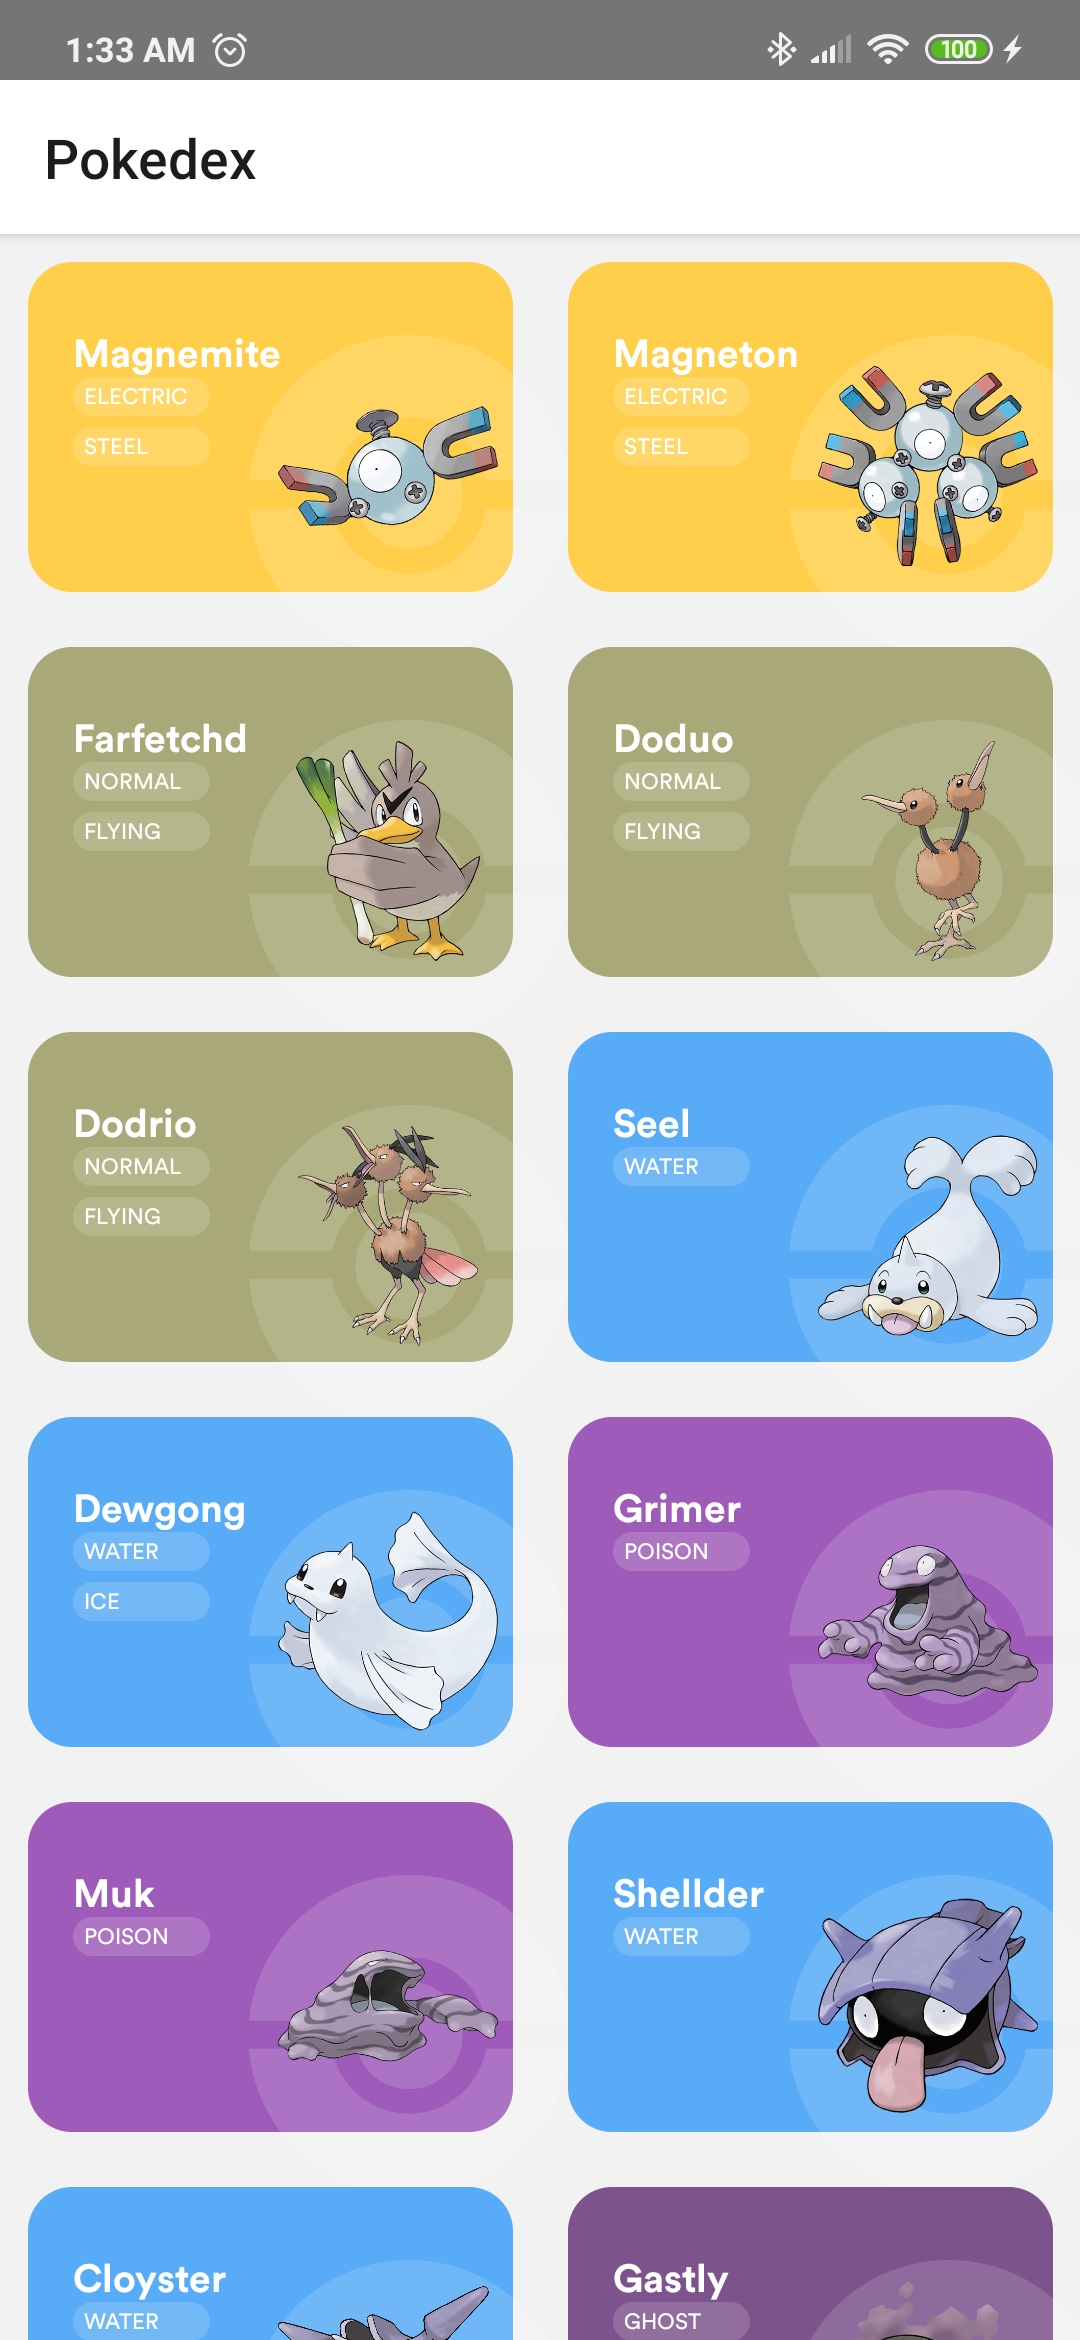 1:33 AM
100
Pokedex
Magnemite
ELECTRIC
STEEL
Magneton
ELECTRIC
STEEL
Farfetchd
NORMAL
FLYING
Doduo
NORMAL
FLYING
Dodrio
NORMAL
FLYING
Seel
WATER
Dewgong
WATER
ICE
Grimer
POISON
Muk
POISON
Shellder
WATER
Cloyster
WATER
Gastly
GHOST